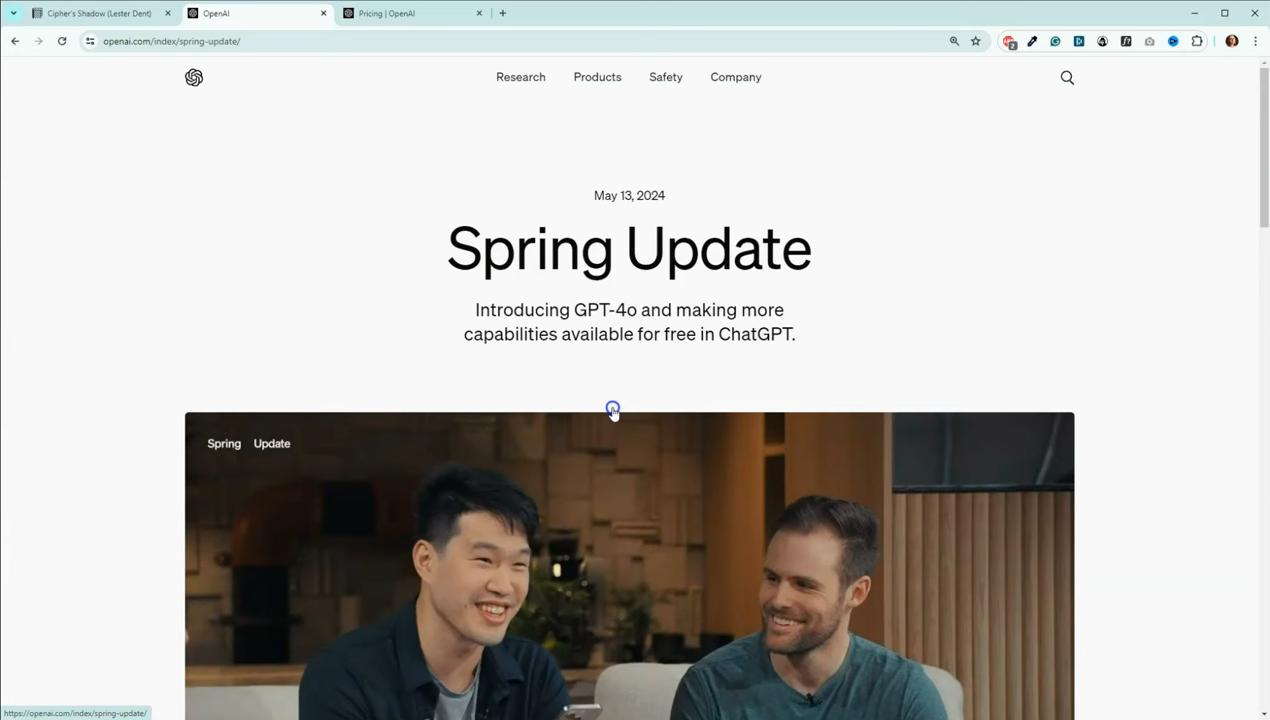 Cipher's Shadow (Lester Dent)
OpenAI
Pricing | OpenAI
openai.com/index/spring-update/
2
Research
Products
Safety
Company
May 13, 2024
Spring Update
Introducing GPT-4o and making more
capabilities available for free in ChatGPT.
Spring Update
https://openai.com/index/spring-update/